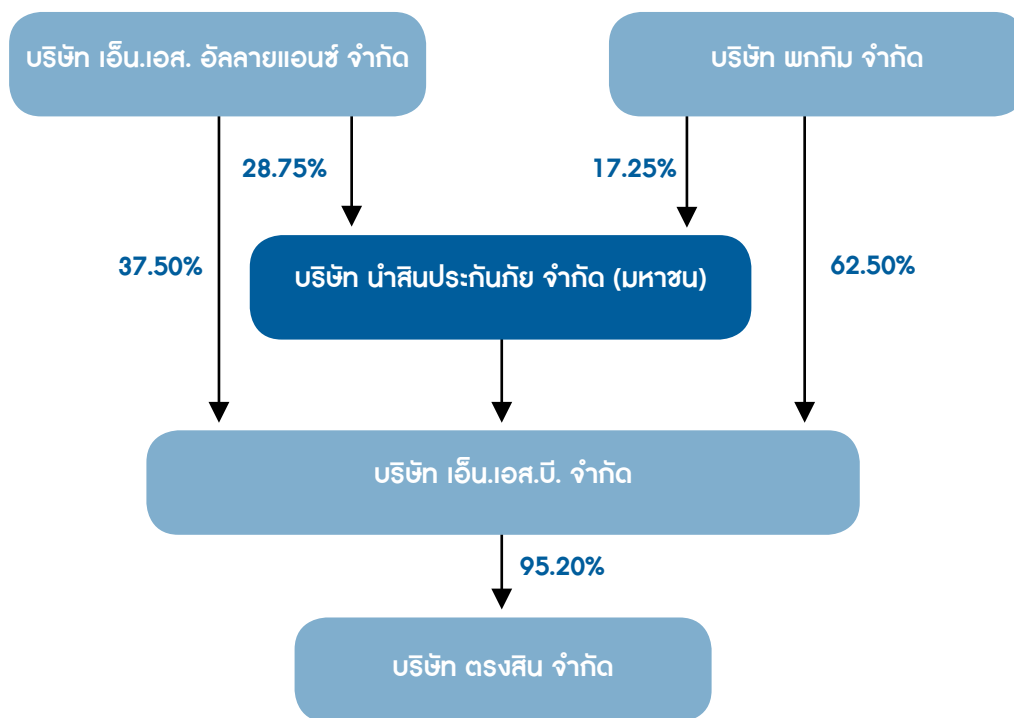 บริษัท เอ็น.เอส. อัลลายแอนซ์ จำกัด
บริษัท พกกิม จำกัด
28.75%
17.25%
37.50%
บริษัท นำสินประกันภัย จำกัด (มหาชน)
62.50%
บริษัท เอ็น.เอส.บี. จำกัด
95.20%
บริษัท ตรงสิน จำกัด